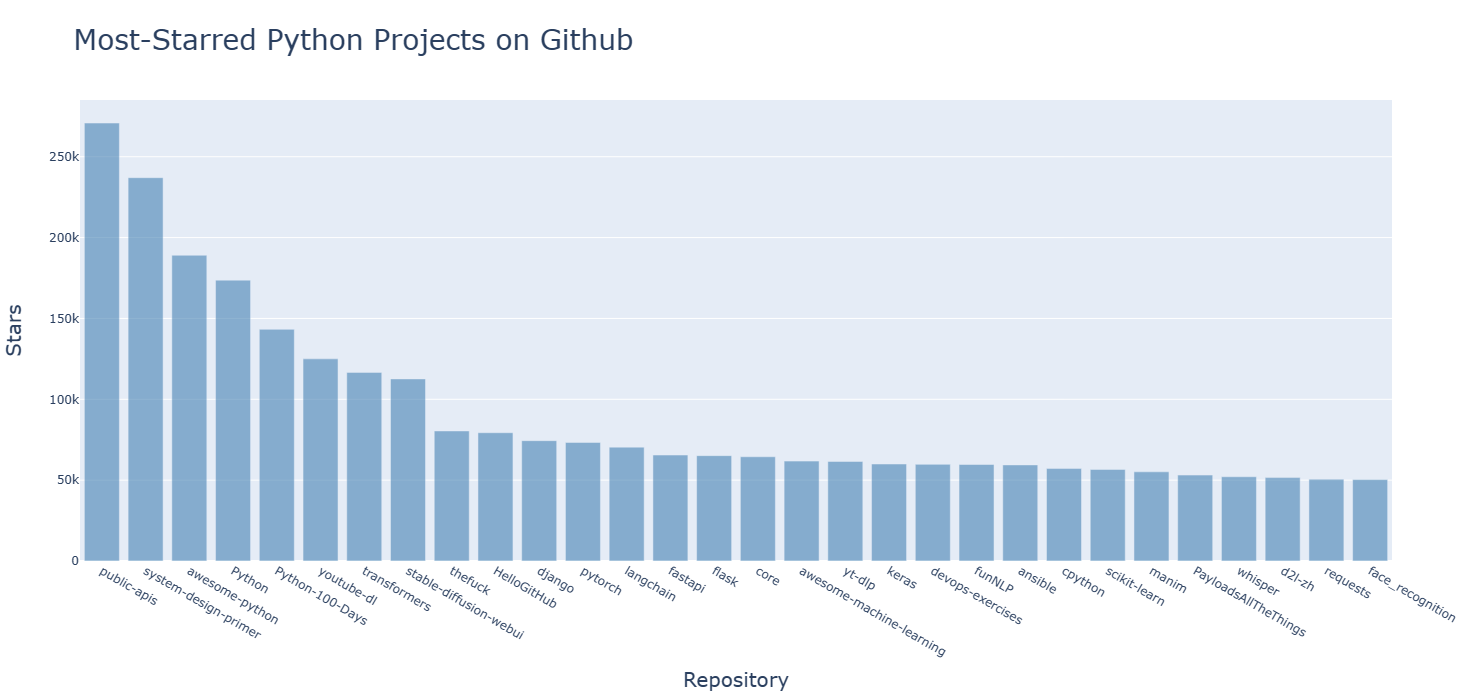 Most-Starred Python Projects on Github
250k
200k
150k
100k
50k
0
Stars
public-apis
system-design-primer
awesome-python
Python
Python-100-Days
youtube-dl
transformers
stable-diffusion-webui
thefuck
HelloGitHub
django
pytorch
langchain
fastapi
flask
core
awesome-machine-learning
yt-dlp
keras
devops-exercises
funNLP
ansible
cpython
scikit-learn
manim
PayloadsAllTheThings
whisper
d2l-zh
requests
face_recognition
Repository